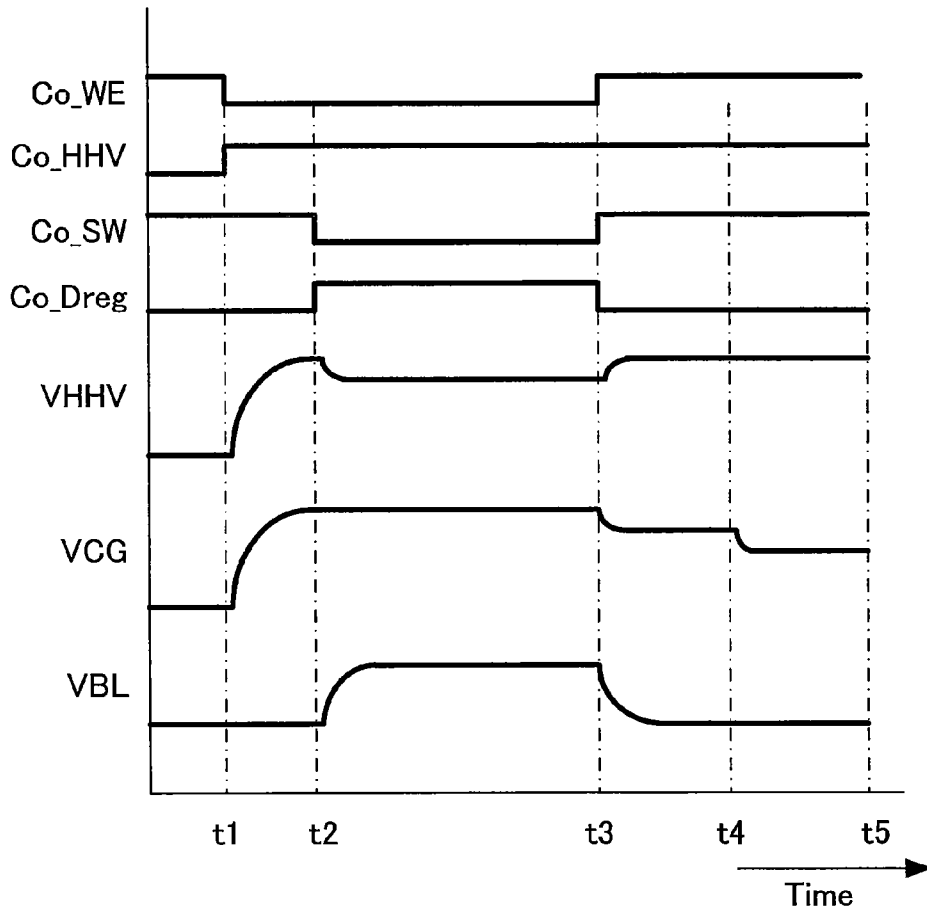 Co_WE
Co_HHV
Co_SW
Co_Dreg
VHHV
VCG
VBL
t1 t2 t3 t4 t5
Time